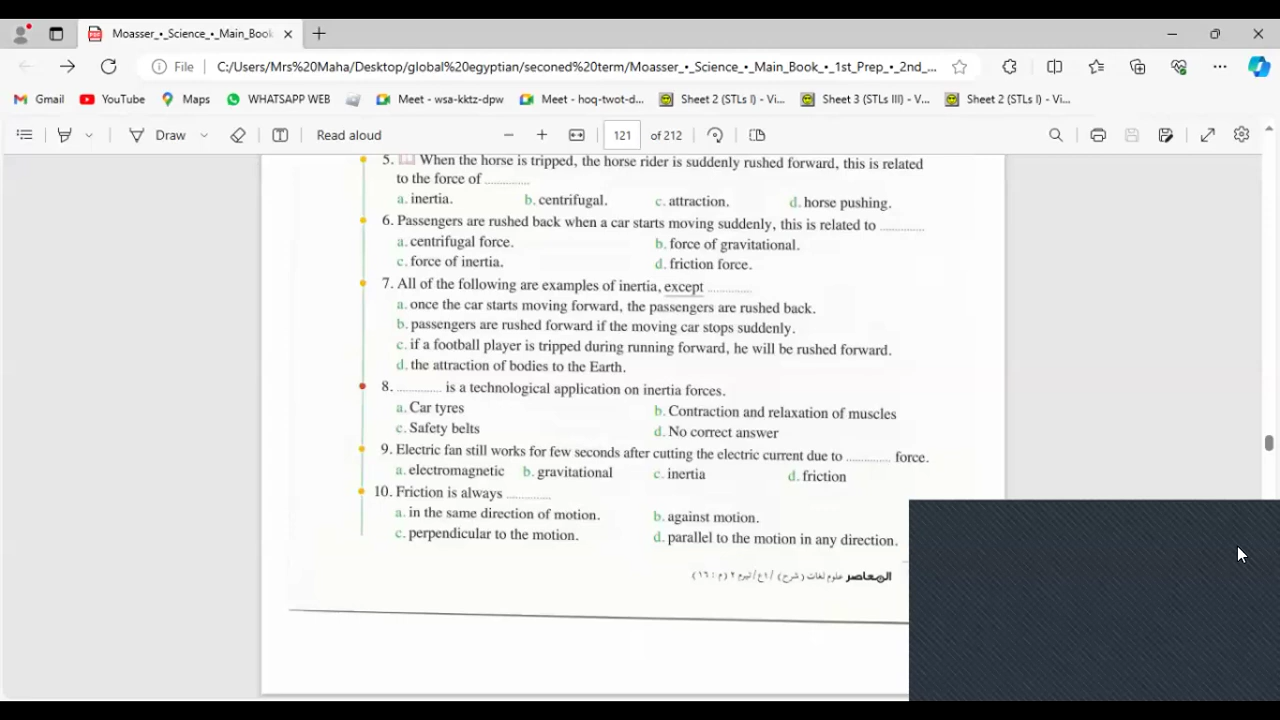 Moasser_•_Science_•_Main_Book
File C:/Users/Mrs%20Maha/Desktop/global%20egyptian/seconed%20term/Moasser_•_Science_•_Main_Book_•_1st_Prep_•_2nd_...
Gmail YouTube Maps WHATSAPP WEB Meet - wsa-kktz-dpw Meet - hoq-twot-d... Sheet 2 (STLs I) - Vi... Sheet 3 (STLs III) - V... Sheet 2 (STLs I) - Vi...
Draw Read aloud 121 of 212
5. When the horse is tripped, the horse rider is suddenly rushed forward, this is related
to the force of ............
a. inertia. b. centrifugal. c. attraction. d. horse pushing.
6. Passengers are rushed back when a car starts moving suddenly, this is related to ............
a. centrifugal force. b. force of gravitational.
c. force of inertia. d. friction force.
7. All of the following are examples of inertia, except ............
a. once the car starts moving forward, the passengers are rushed back.
b. passengers are rushed forward if the moving car stops suddenly.
c. if a football player is tripped during running forward, he will be rushed forward.
d. the attraction of bodies to the Earth.
8. ............ is a technological application on inertia forces.
a. Car tyres b. Contraction and relaxation of muscles
c. Safety belts d. No correct answer
9. Electric fan still works for few seconds after cutting the electric current due to ............ force.
a. electromagnetic b. gravitational c. inertia d. friction
10. Friction is always ............
a. in the same direction of motion. b. against motion.
c. perpendicular to the motion. d. parallel to the motion in any direction.
المعاصر علوم لغات (شرح) / ١ع / تيرم ٢ (م : ١٦)